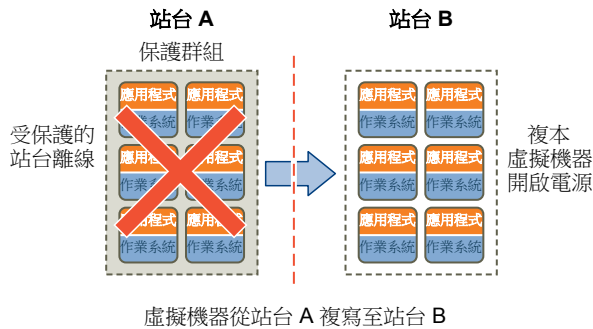 站台 A
站台 B
保護群組
應用程式 應用程式
作業系統 作業系統
應用程式 應用程式
作業系統 作業系統
應用程式 應用程式
作業系統 作業系統
受保護的
站台離線
應用程式 應用程式
作業系統 作業系統
應用程式 應用程式
作業系統 作業系統
應用程式 應用程式
作業系統 作業系統
複本
虛擬機器
開啟電源
虛擬機器從站台 A 複寫至站台 B